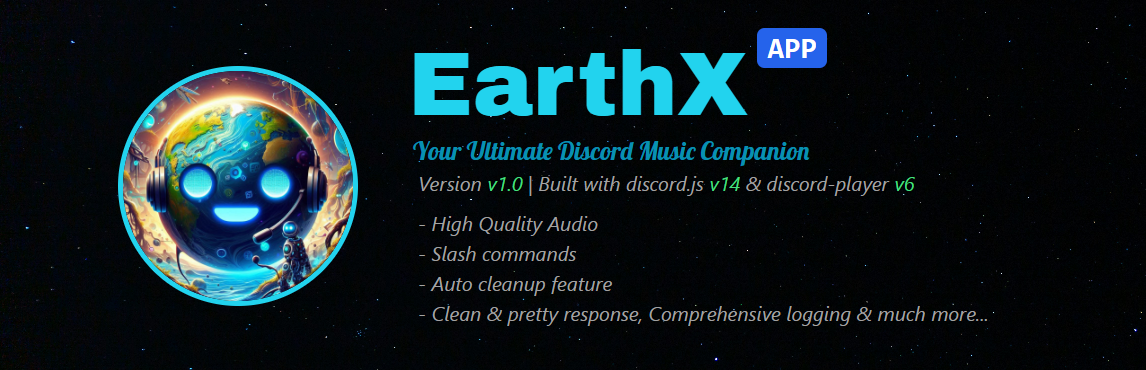 EarthX APP
Your Ultimate Discord Music Companion
Version v1.0 | Built with discord.js v14 & discord-player v6
- High Quality Audio
- Slash commands
- Auto cleanup feature
- Clean & pretty response, Comprehensive logging & much more...